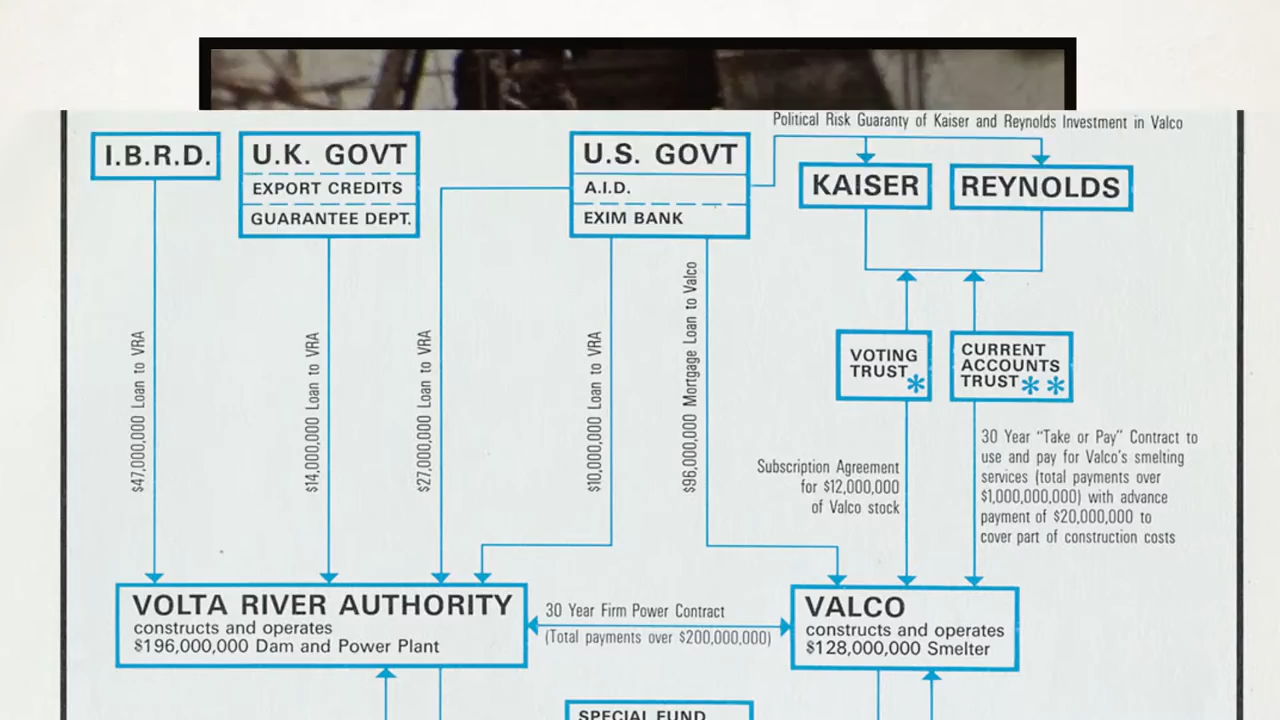 Political Risk Guaranty of Kaiser and Reynolds Investment in Valco
I.B.R.D.
U.K. GOVT
EXPORT CREDITS
GUARANTEE DEPT.
U.S. GOVT
A.I.D.
EXIM BANK
KAISER
REYNOLDS
$47,000,000 Loan to VRA
$14,000,000 Loan to VRA
$27,000,000 Loan to VRA
$10,000,000 Loan to VRA
$96,000,000 Mortgage Loan to Valco
VOTING
TRUST*
CURRENT
ACCOUNTS
TRUST**
Subscription Agreement
for $12,000,000
of Valco stock
30 Year “Take or Pay” Contract to
use and pay for Valco's smelting
services (total payments over
$1,000,000,000) with advance
payment of $20,000,000 to
cover part of construction costs
VOLTA RIVER AUTHORITY
constructs and operates
$196,000,000 Dam and Power Plant
30 Year Firm Power Contract
(Total payments over $200,000,000)
VALCO
constructs and operates
$128,000,000 Smelter
SPECIAL FUND